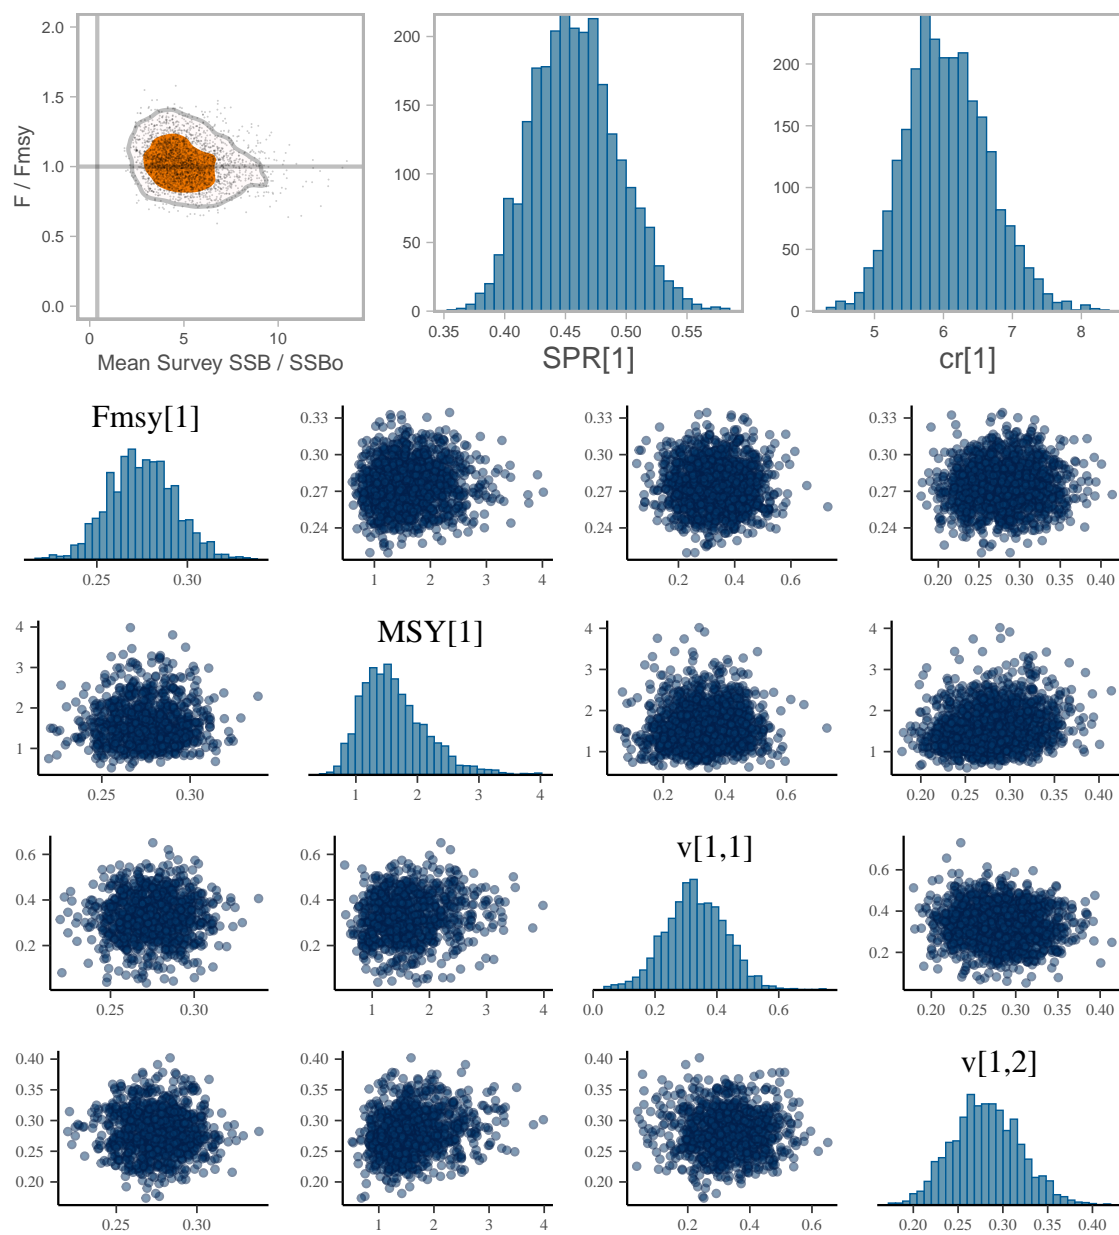 2.0
1.5
1.0
0.5
0.0
F / Fmsy
0 5 10
Mean Survey SSB / SSBo
200
150
100
50
0
0.35 0.40 0.45 0.50 0.55
SPR[1]
200
150
100
50
0
5 6 7 8
cr[1]
Fmsy[1]
0.25 0.30
0.33
0.30
0.27
0.24
1 2 3 4
0.33
0.30
0.27
0.24
0.2 0.4 0.6
0.33
0.30
0.27
0.24
0.20 0.25 0.30 0.35 0.40
4
3
2
1
0.25 0.30
MSY[1]
1 2 3 4
4
3
2
1
0.2 0.4 0.6
4
3
2
1
0.20 0.25 0.30 0.35 0.40
0.6
0.4
0.2
0.25 0.30
0.6
0.4
0.2
1 2 3 4
v[1,1]
0.0 0.2 0.4 0.6
0.6
0.4
0.2
0.20 0.25 0.30 0.35 0.40
0.40
0.35
0.30
0.25
0.20
0.25 0.30
0.40
0.35
0.30
0.25
0.20
1 2 3 4
0.40
0.35
0.30
0.25
0.20
0.2 0.4 0.6
v[1,2]
0.20 0.25 0.30 0.35 0.40